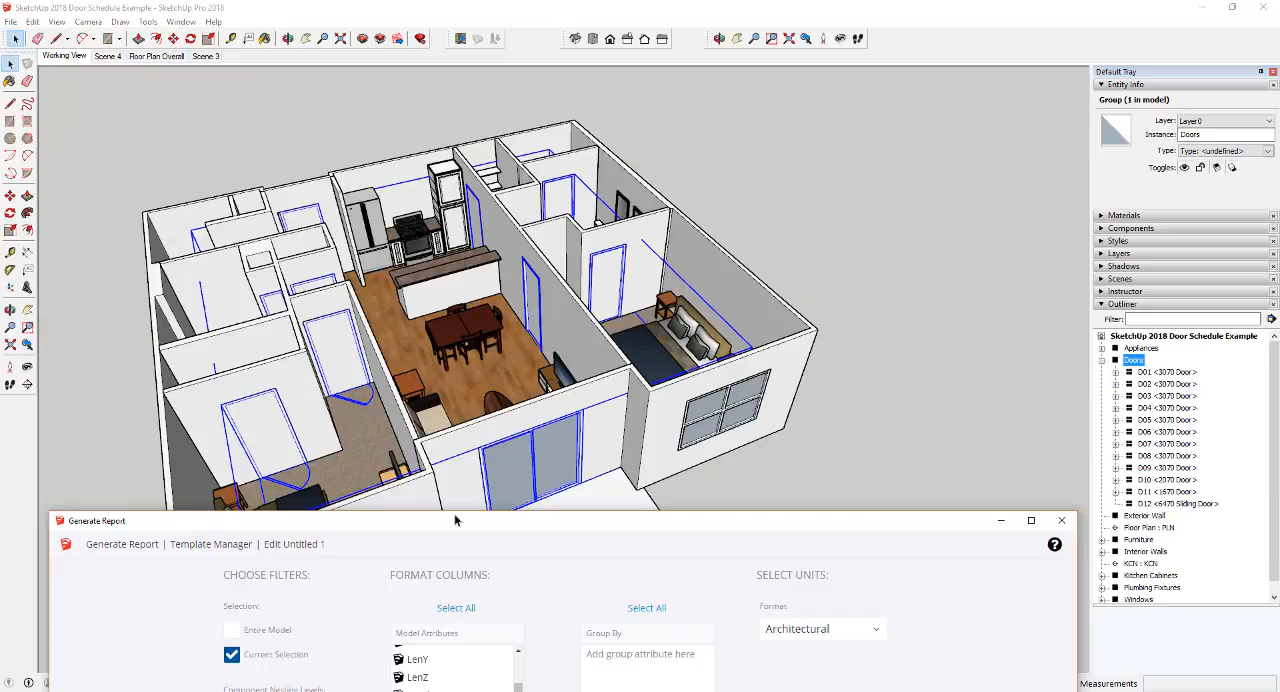 SketchUp 2018 Door Schedule Example - SketchUp Pro 2018
File Edit View Camera Draw Tools Window Help
Working View Scene 4 Floor Plan Overall Scene 3
Default Tray
Entity Info
Group (1 in model)
Layer: Layer0
Instance: Doors
Type: Type: <undefined>
Toggles:
Materials
Components
Styles
Layers
Shadows
Scenes
Instructor
Outliner
Filter:
SketchUp 2018 Door Schedule Example
Appliances
Doors
D01 <3070 Door>
D02 <3070 Door>
D03 <3070 Door>
D04 <3070 Door>
D05 <3070 Door>
D06 <3070 Door>
D07 <3070 Door>
D08 <3070 Door>
D09 <3070 Door>
D10 <2070 Door>
D11 <1670 Door>
D12 <6470 Sliding Door>
Exterior Wall
Floor Plan : PLN
Furniture
Interior Walls
KCN : KCN
Kitchen Cabinets
Plumbing Fixtures
Windows
Generate Report
Generate Report | Template Manager | Edit Untitled 1
CHOOSE FILTERS:
Selection:
Entire Model
Current Selection
Component Nesting Levels:
FORMAT COLUMNS:
Select All
Model Attributes
LenY
LenZ
Select All
Group By
Add group attribute here
SELECT UNITS:
Format
Architectural
Measurements